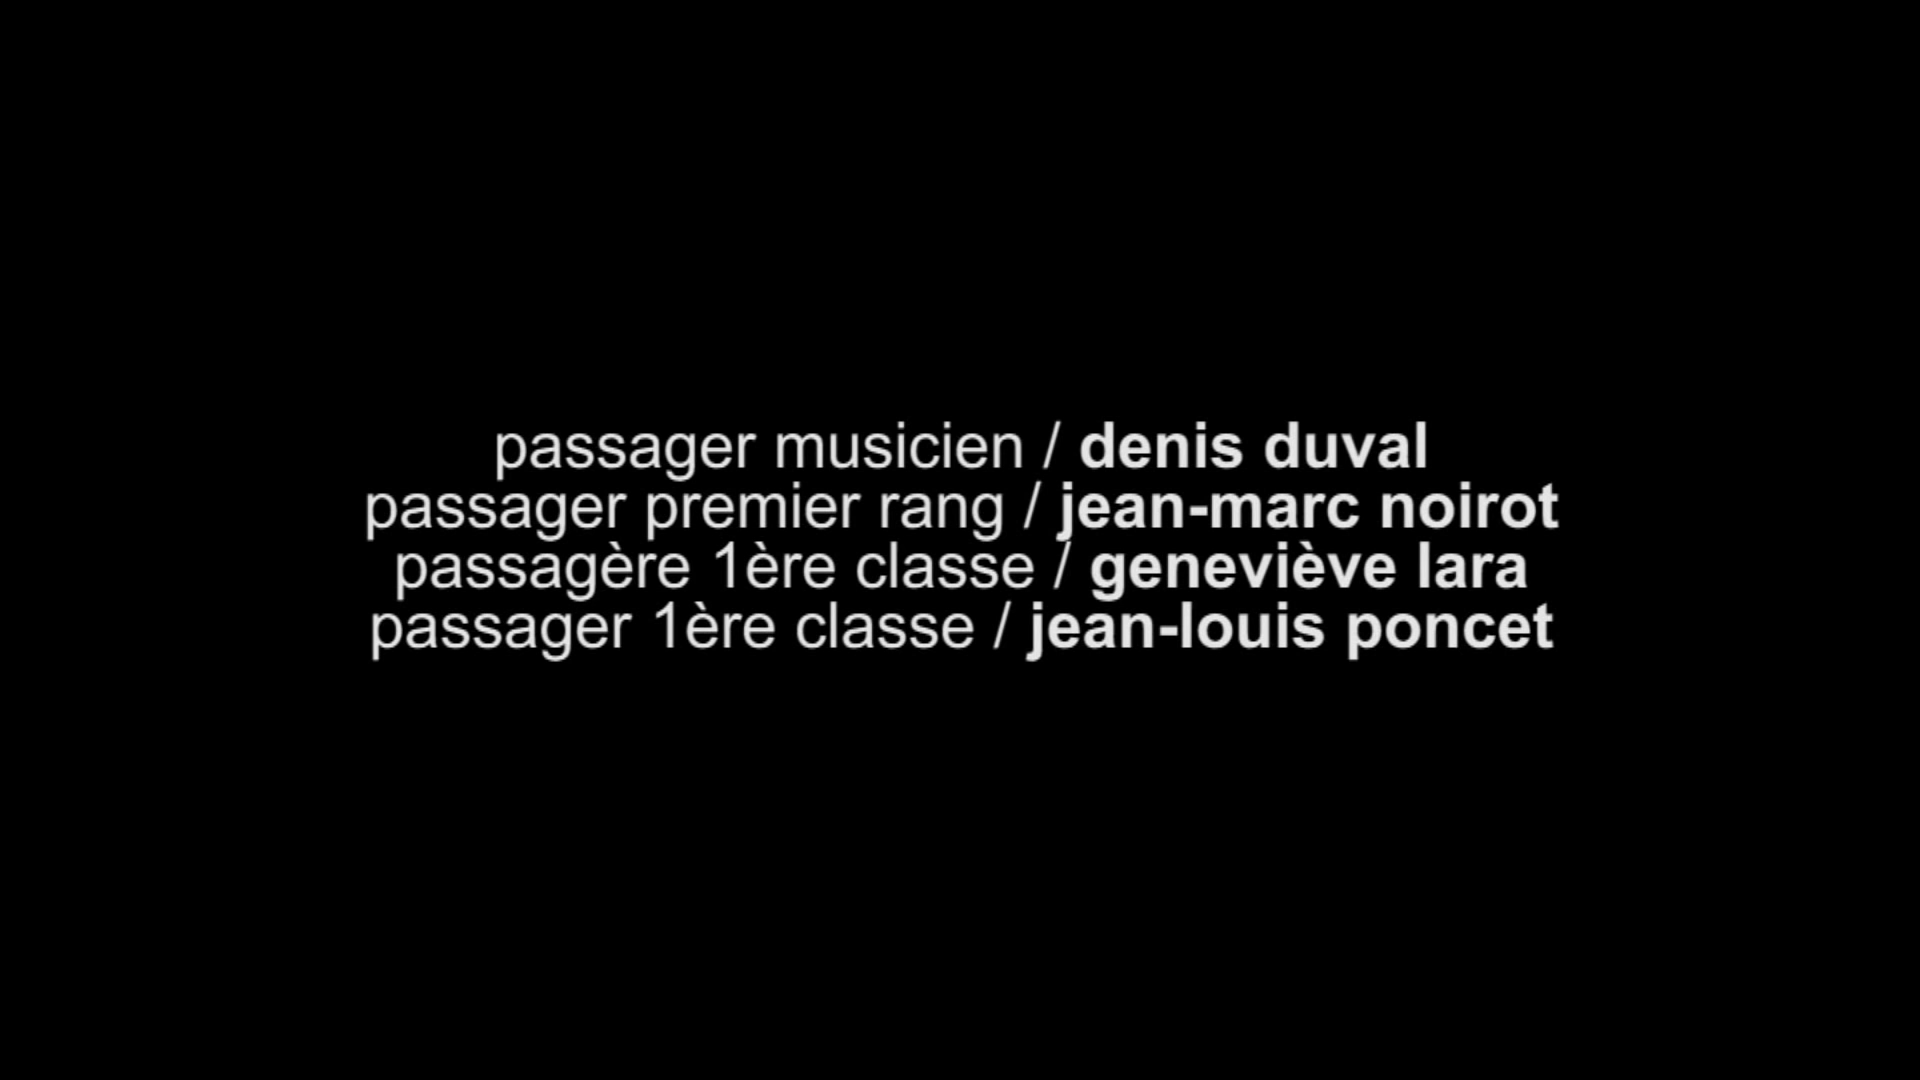 passager musicien / denis duval
passager premier rang / jean-marc noirot
passagère 1ère classe / geneviève lara
passager 1ère classe / jean-louis poncet